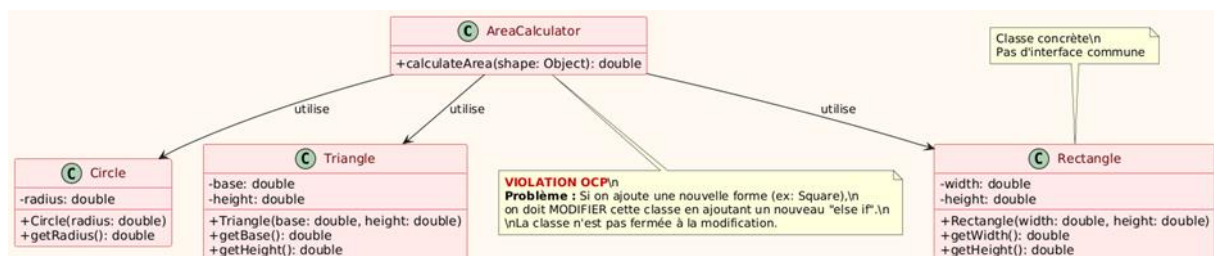 C AreaCalculator
+calculateArea(shape: Object): double
Classe concrète\n
Pas d'interface commune
utilise
utilise
utilise
C Circle
-radius: double
+Circle(radius: double)
+getRadius(): double
C Triangle
-base: double
-height: double
+Triangle(base: double, height: double)
+getBase(): double
+getHeight(): double
VIOLATION OCP\n
Problème : Si on ajoute une nouvelle forme (ex: Square),\n
on doit MODIFIER cette classe en ajoutant un nouveau "else if".\n
\nLa classe n'est pas fermée à la modification.
C Rectangle
-width: double
-height: double
+Rectangle(width: double, height: double)
+getWidth(): double
+getHeight(): double